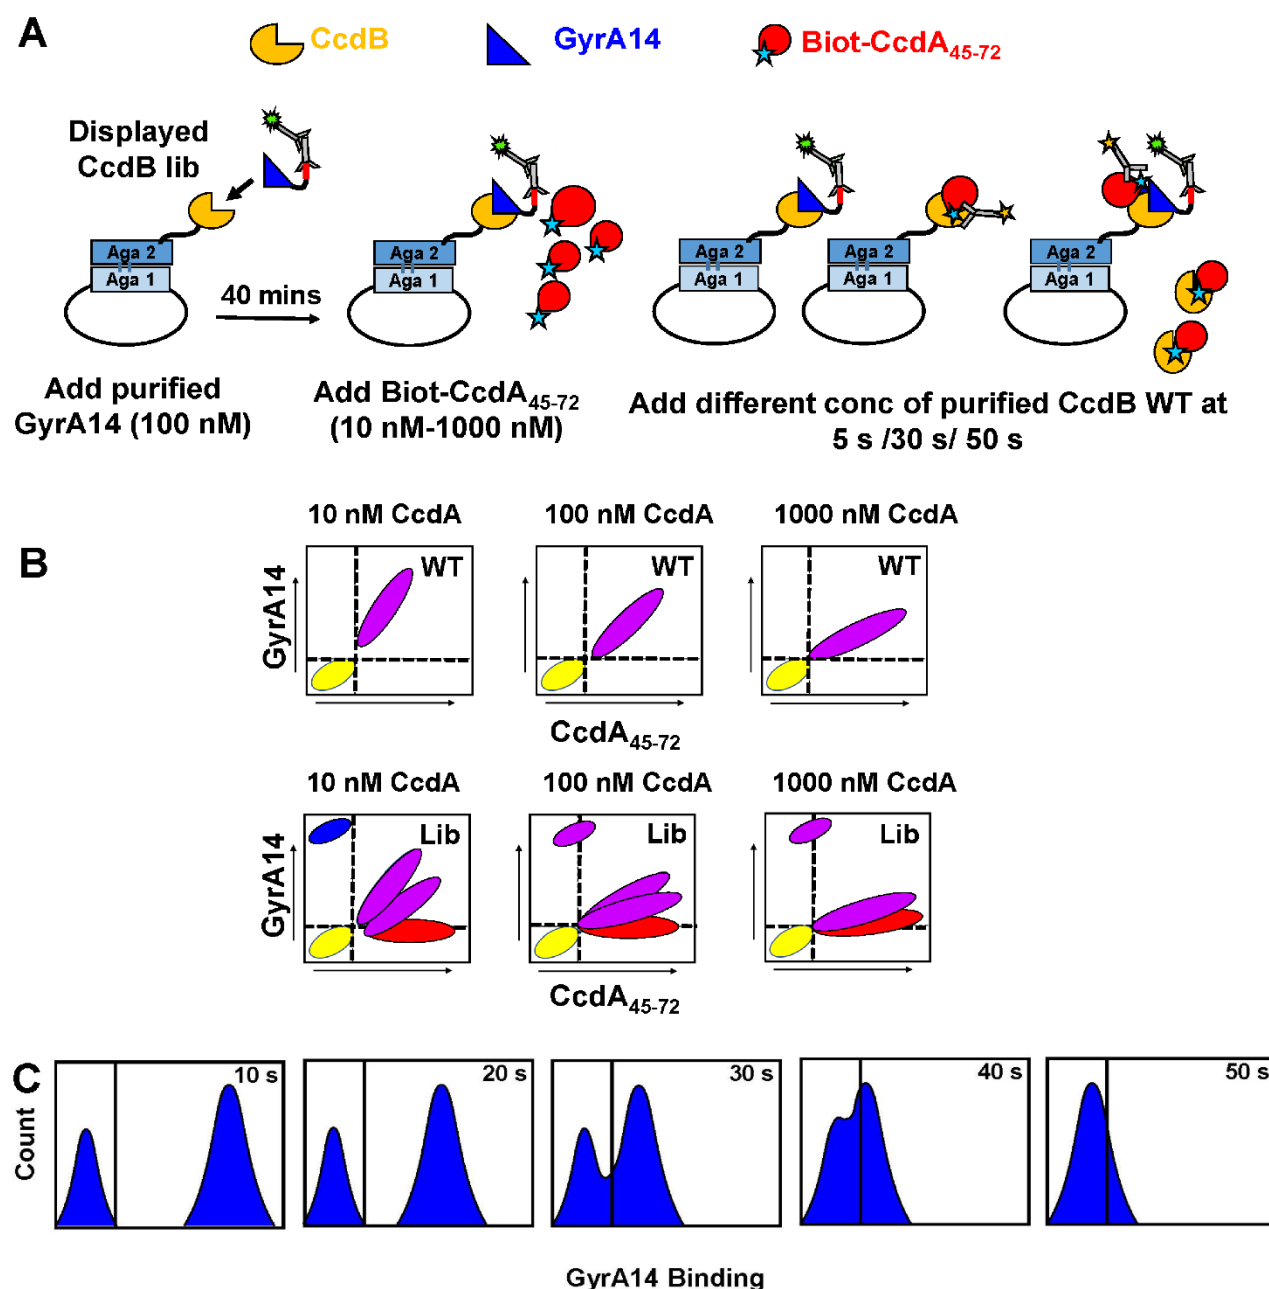 A
CcdB
GyrA14
Biot-CcdA45-72
Displayed
CcdB lib
Aga 2
Aga 1
40 mins
Aga 2
Aga 1
Aga 2
Aga 1
Aga 2
Aga 1
Aga 2
Aga 1
Add purified
GyrA14 (100 nM)
Add Biot-CcdA45-72
(10 nM-1000 nM)
Add different conc of purified CcdB WT at
5 s /30 s/ 50 s
B
10 nM CcdA
100 nM CcdA
1000 nM CcdA
GyrA14
WT
WT
WT
CcdA45-72
10 nM CcdA
100 nM CcdA
1000 nM CcdA
GyrA14
Lib
Lib
Lib
CcdA45-72
C
Count
10 s
20 s
30 s
40 s
50 s
GyrA14 Binding